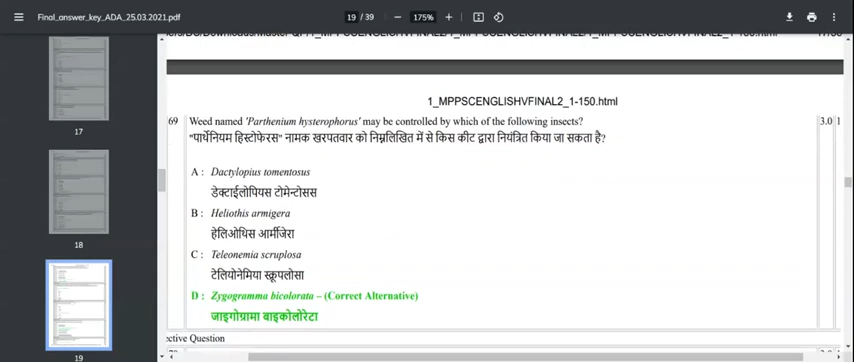 Final_answer_key_ADA_25.03.2021.pdf
19 / 39
175%
17
18
19
1_MPPSCENGLISHVFINAL2_1-150.html
69 Weed named 'Parthenium hysterophorus' may be controlled by which of the following insects? 3.0 1
"पार्थेनियम हिस्टोफेरस" नामक खरपतवार को निम्नलिखित में से किस कीट द्वारा नियंत्रित किया जा सकता है?
A : Dactylopius tomentosus
डेक्टाईलोपियस टोमेन्टोसस
B : Heliothis armigera
हेलिओथिस आर्मीजेरा
C : Teleonemia scruplosa
टेलियोनेमिया स्क्रूपलोसा
D : Zygogramma bicolorata – (Correct Alternative)
जाइगोग्रामा बाइकोलोरेटा
ective Question